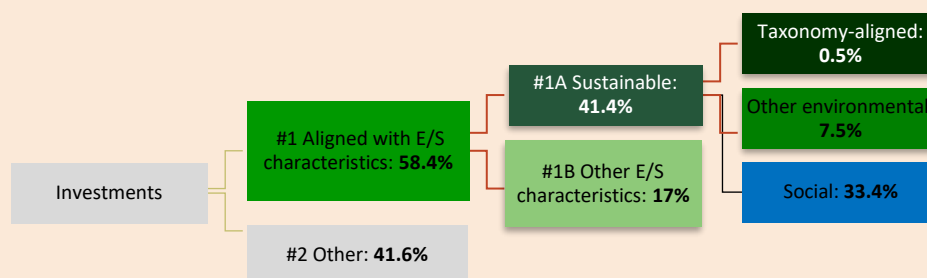 Taxonomy-aligned:
0.5%
#1A Sustainable:
41.4%
Other environmental
7.5%
#1 Aligned with E/S
characteristics: 58.4%
#1B Other E/S
characteristics: 17%
Investments
Social: 33.4%
#2 Other: 41.6%